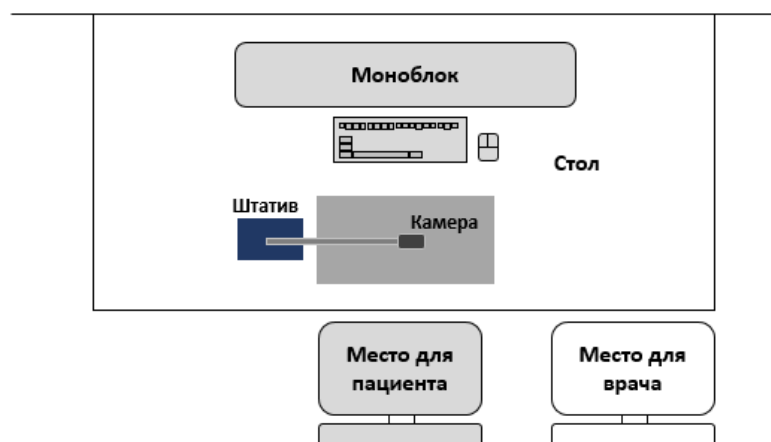 Моноблок
Стол
Штатив
Камера
Место для
пациента
Место для
врача